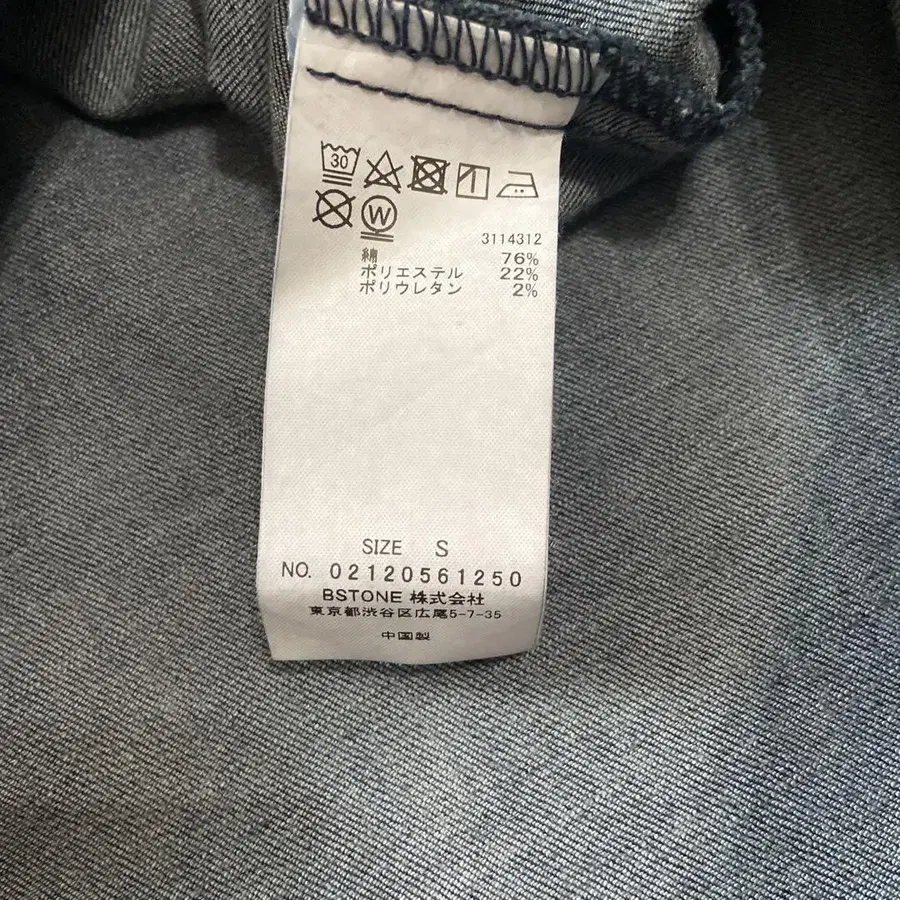 30
W
3114312
綿 76%
ポリエステル 22%
ポリウレタン 2%
SIZE S
NO. 02120561250
BSTONE 株式会社
東京都渋谷区広尾5-7-35
中国製